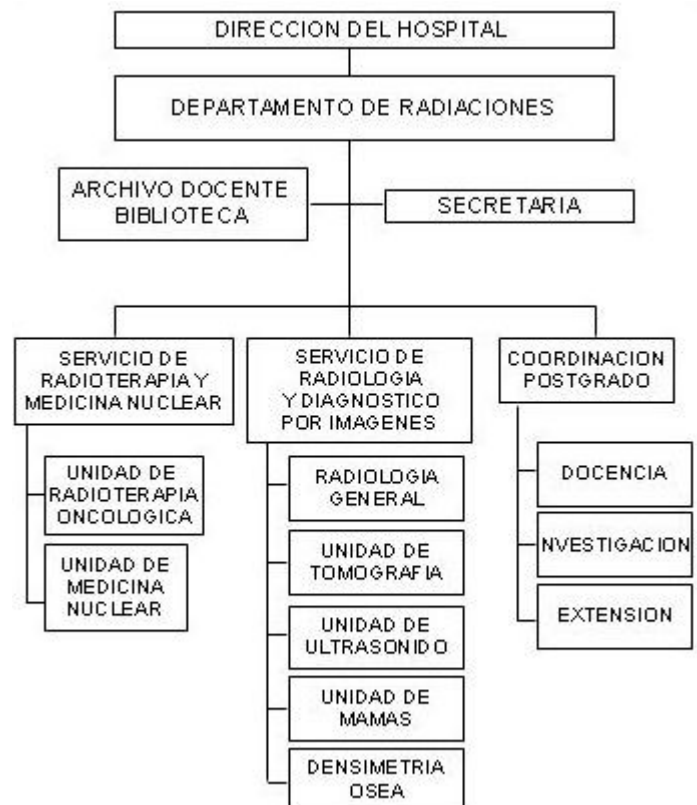 DIRECCION DEL HOSPITAL
DEPARTAMENTO DE RADIACIONES
ARCHIVO DOCENTE
BIBLIOTECA
SECRETARIA
SERVICIO DE
RADIOTERAPIA Y
MEDICINA NUCLEAR
UNIDAD DE
RADIOTERAPIA
ONCOLOGICA
UNIDAD DE
MEDICINA
NUCLEAR
SERVICIO DE
RADIOLOGIA
Y DIAGNOSTICO
POR IMAGENES
RADIOLOGIA
GENERAL
UNIDAD DE
TOMOGRAFIA
UNIDAD DE
ULTRASONIDO
UNIDAD DE
MAMAS
DENSIMETRIA
OSEA
COORDINACION
POSTGRADO
DOCENCIA
NVESTIGACION
EXTENSION